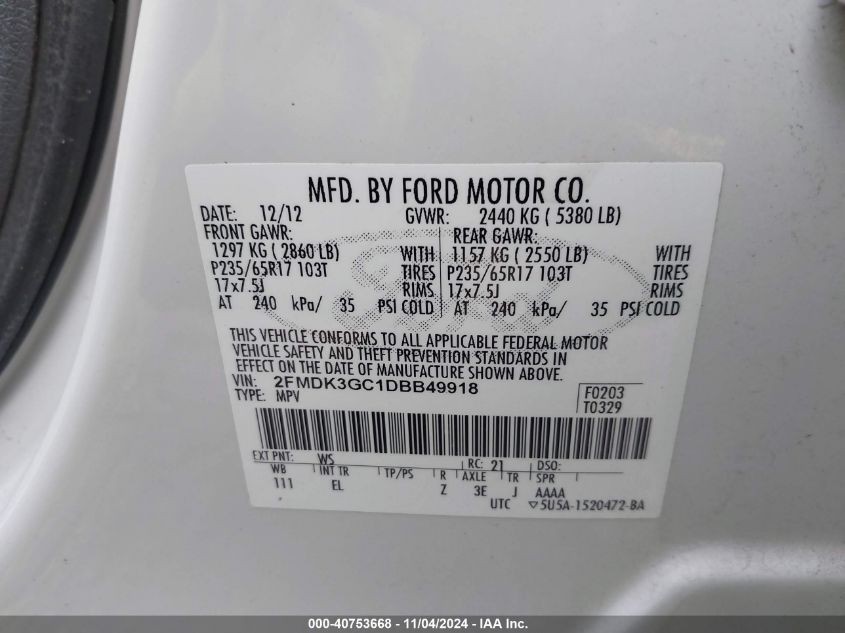 MFD. BY FORD MOTOR CO.
DATE: 12/12 GVWR: 2440 KG ( 5380 LB)
FRONT GAWR: REAR GAWR:
1297 KG ( 2860 LB) WITH 1157 KG ( 2550 LB) WITH
P235/65R17 103T TIRES P235/65R17 103T TIRES
17x7.5J RIMS 17x7.5J RIMS
AT 240 kPa/ 35 PSI COLD AT 240 kPa/ 35 PSI COLD
THIS VEHICLE CONFORMS TO ALL APPLICABLE FEDERAL MOTOR
VEHICLE SAFETY AND THEFT PREVENTION STANDARDS IN
EFFECT ON THE DATE OF MANUFACTURE SHOWN ABOVE.
VIN: 2FMDK3GC1DBB49918 F0203
TYPE: MPV T0329
EXT PNT: WS RC: 21 DSO:
WB INT TR TP/PS R AXLE TR SPR
111 EL Z 3E J AAAA
UTC ▽5U5A-1520472-BA
Ford
000-40753668 - 11/04/2024 - IAA Inc.